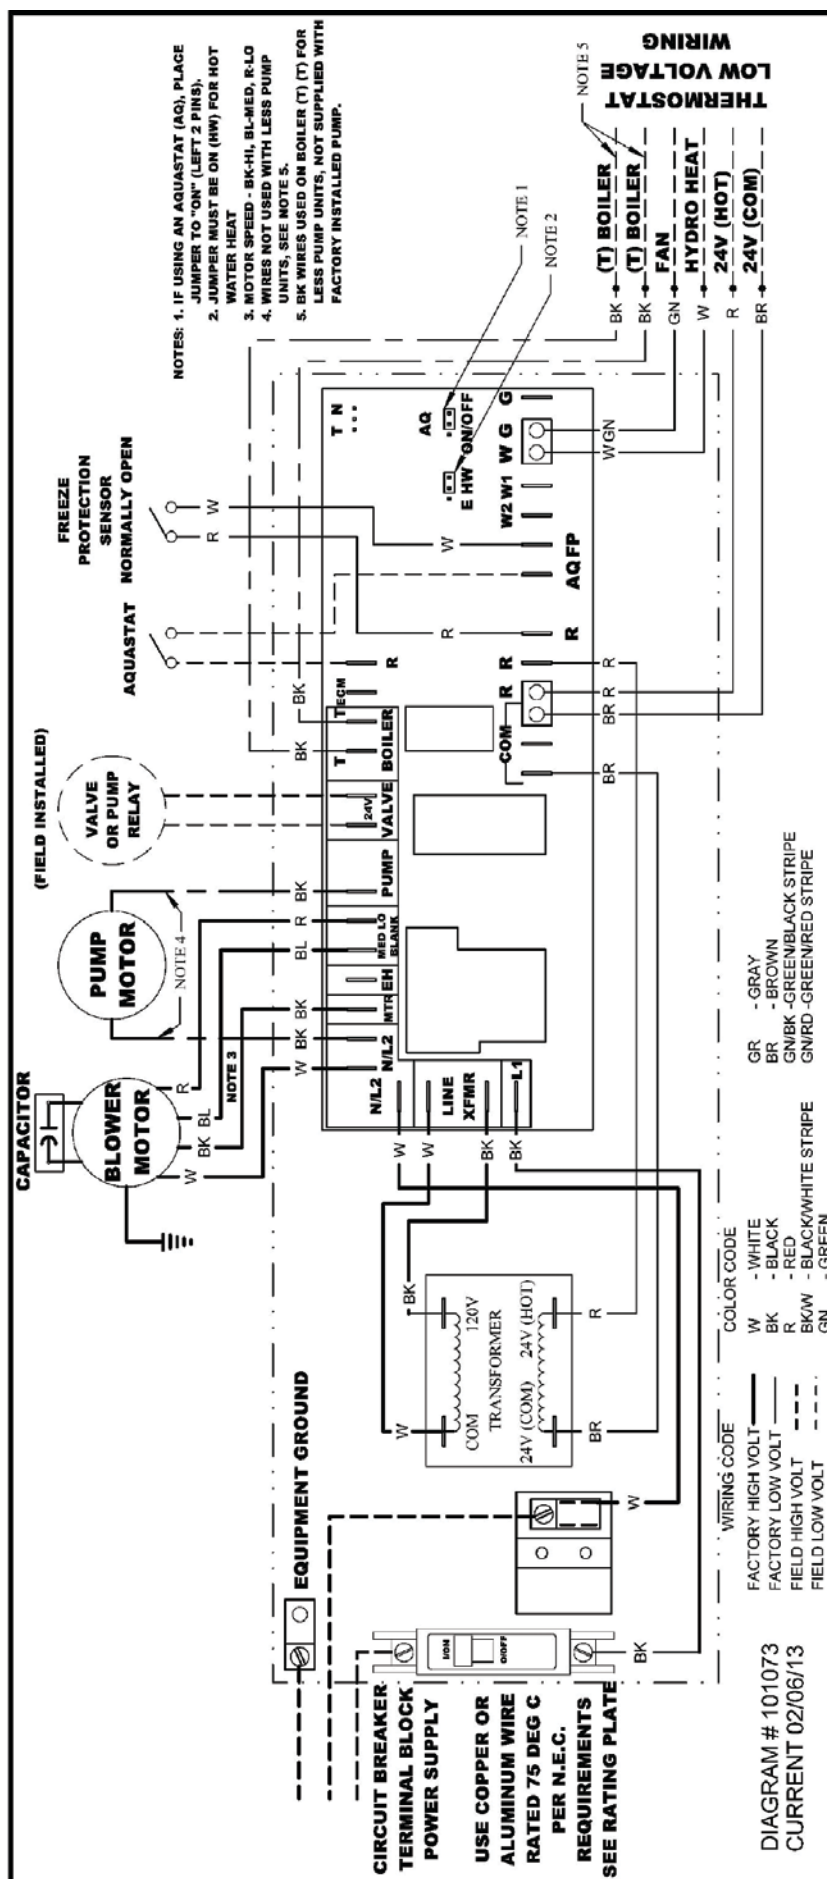 NOTES: 1. IF USING AN AQUASTAT (AQ), PLACE
JUMPER TO "ON" (LEFT 2 PINS).
2. JUMPER MUST BE ON (HW) FOR HOT
WATER HEAT
3. MOTOR SPEED - BK-HI, BL-MED, R-LO
4. WIRES NOT USED WITH LESS PUMP
UNITS, SEE NOTE 5.
5. BK WIRES USED ON BOILER (T) (T) FOR
LESS PUMP UNITS, NOT SUPPLIED WITH
FACTORY INSTALLED PUMP.
THERMOSTAT
LOW VOLTAGE
WIRING
NOTE 5
(T) BOILER
(T) BOILER
FAN
HYDRO HEAT
24V (HOT)
24V (COM)
BK
BK
GN
W
R
BR
NOTE 1
NOTE 2
FREEZE
PROTECTION
SENSOR
NORMALLY OPEN
W
R
AQUASTAT
(FIELD INSTALLED)
VALVE
OR PUMP
RELAY
PUMP
MOTOR
NOTE 4
CAPACITOR
BLOWER
MOTOR
R
BL
BK
W
NOTE 3
BK
BK
BK
R
BL
BK
BK
W
T N
AQ
ON/OFF
E HW
G
W G
W GN
W2 W1
AQ FP
W
R
R
R
T ECM
T
BOILER
24V
VALVE
PUMP
MED LO
BLANK
EH
MTR
N/L2
R
R
COM
R
R
BR
BR
N/L2
LINE
XFMR
L1
W
W
BK
BK
BK
120V
COM
TRANSFORMER
24V (HOT)
24V (COM)
W
R
BR
EQUIPMENT GROUND
W
I/ON
O/OFF
BK
CIRCUIT BREAKER
TERMINAL BLOCK
POWER SUPPLY
USE COPPER OR
ALUMINUM WIRE
RATED 75 DEG C
PER N.E.C.
REQUIREMENTS
SEE RATING PLATE
WIRING CODE
FACTORY HIGH VOLT
FACTORY LOW VOLT
FIELD HIGH VOLT
FIELD LOW VOLT
COLOR CODE
W - WHITE
BK - BLACK
R - RED
BK/W - BLACK/WHITE STRIPE
GN - GREEN
GR - GRAY
BR - BROWN
GN/BK -GREEN/BLACK STRIPE
GN/RD -GREEN/RED STRIPE
DIAGRAM # 101073
CURRENT 02/06/13